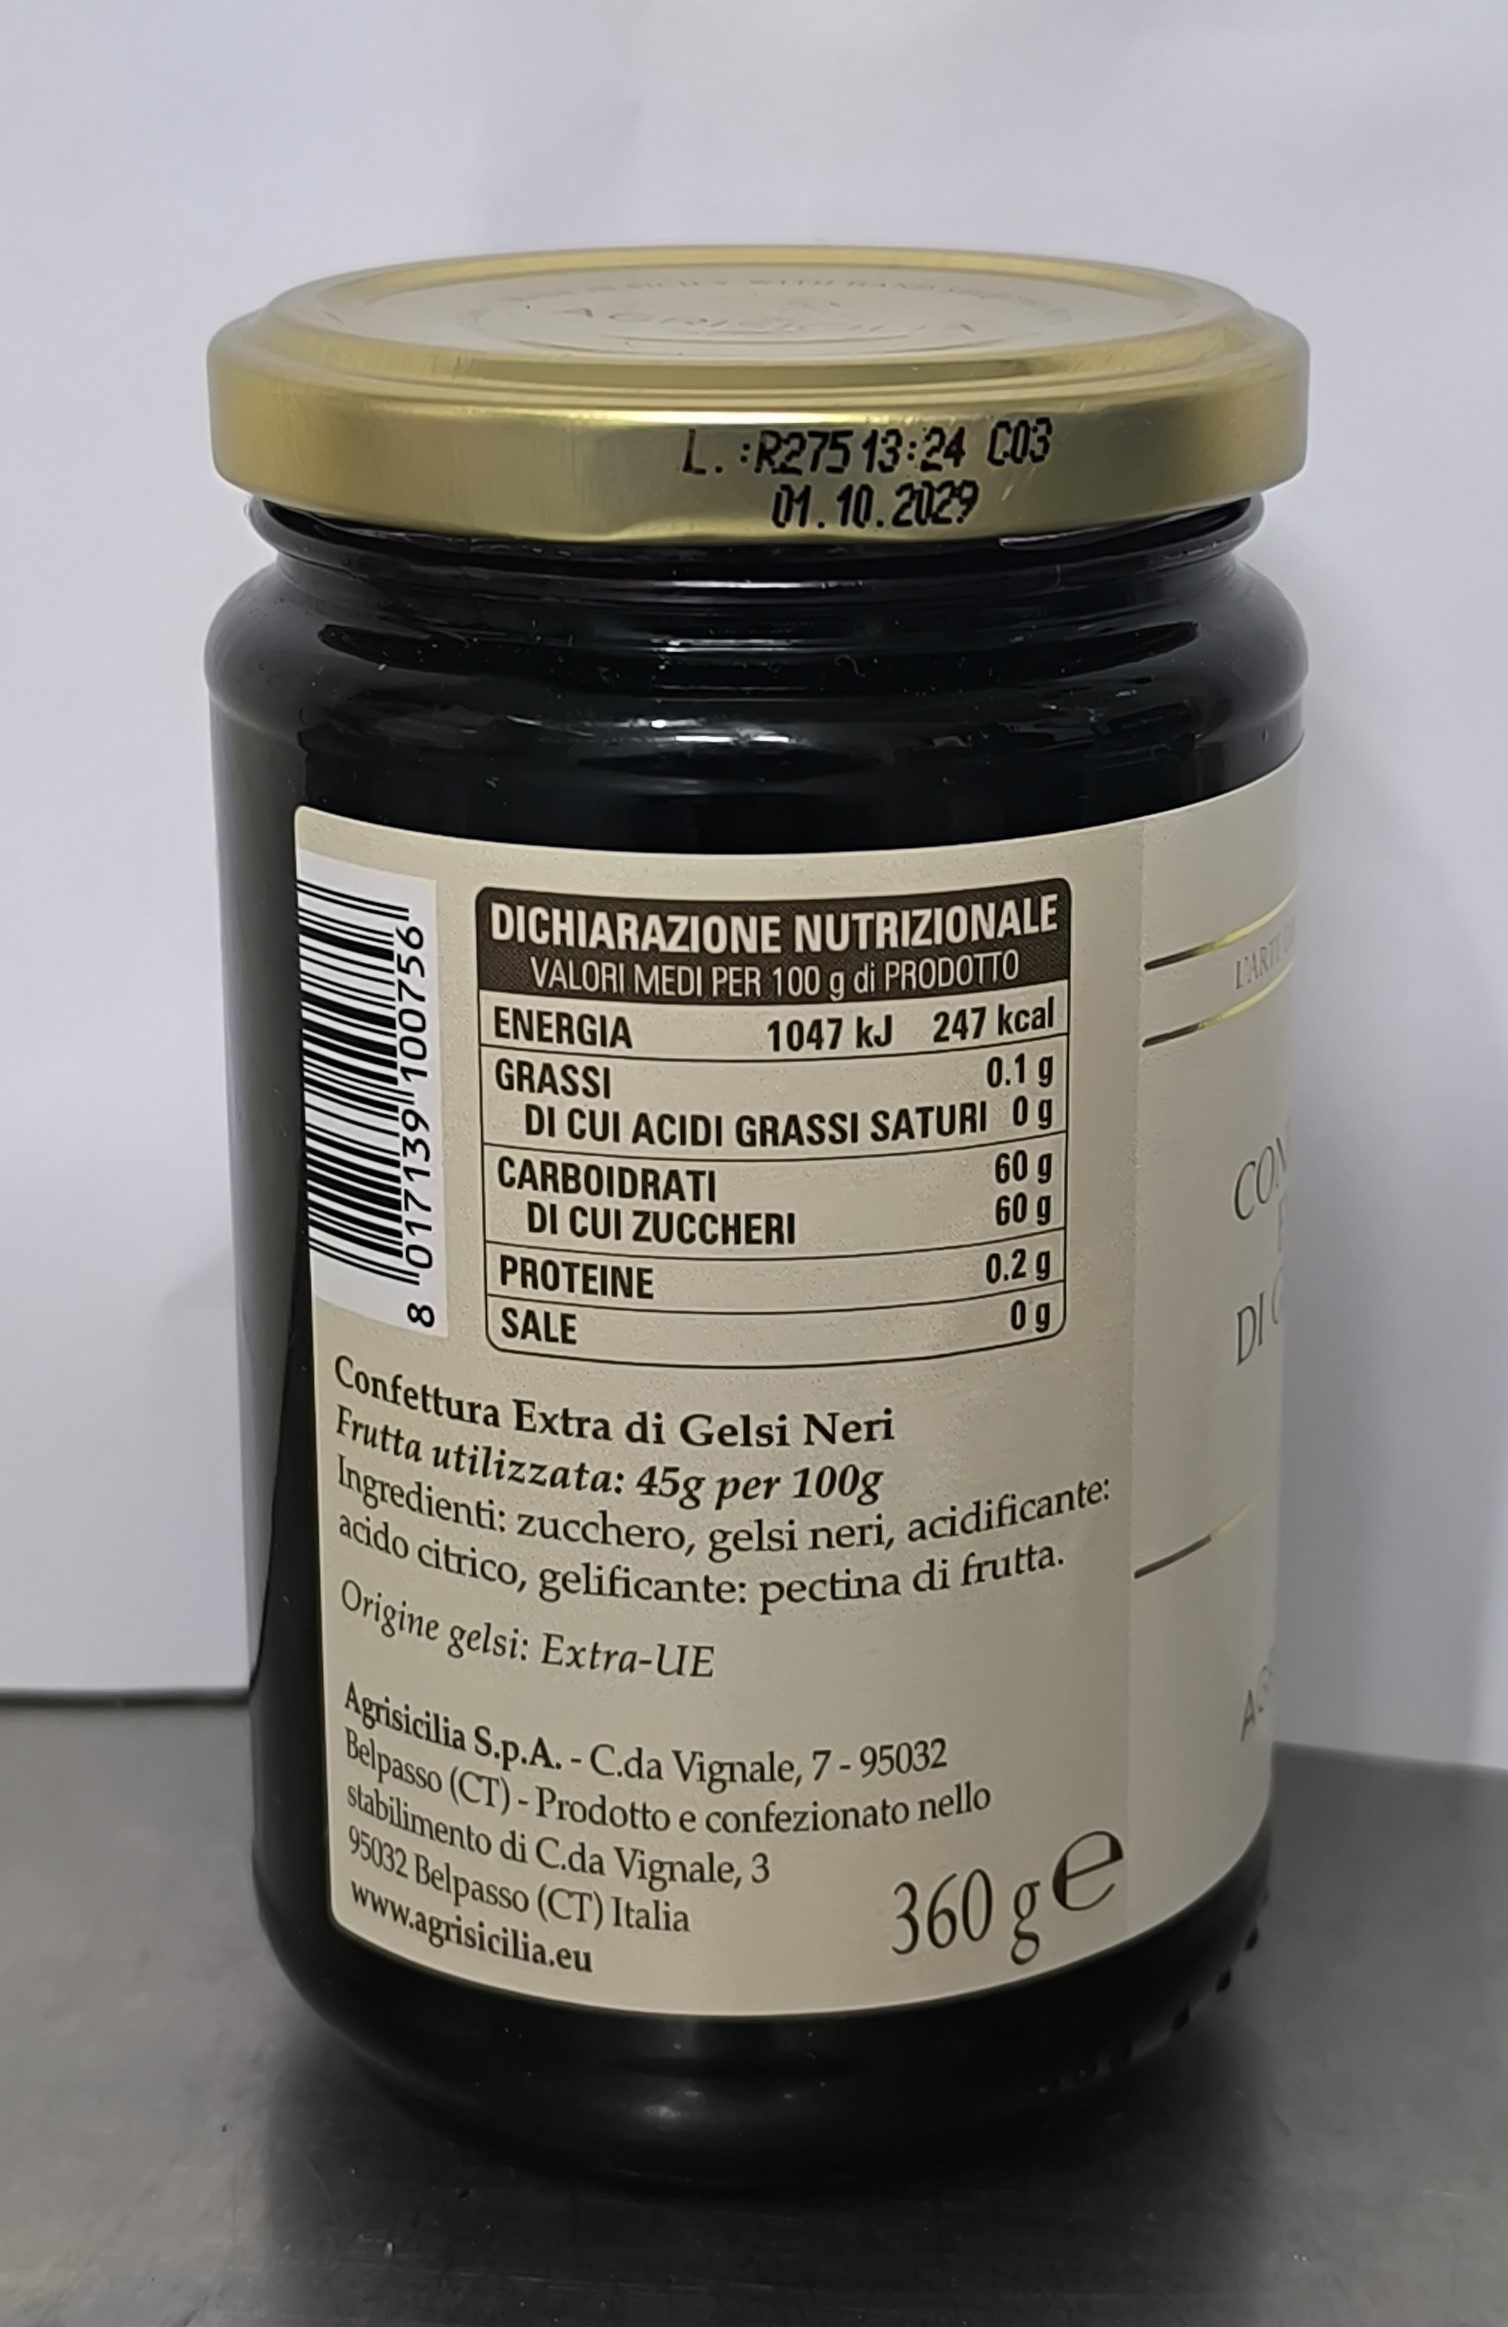 AGRISICILIA
L. :R275 13:24 C03
01.10.2029
8 017139 100756
DICHIARAZIONE NUTRIZIONALE
VALORI MEDI PER 100 g di PRODOTTO
ENERGIA 1047 kJ 247 kcal
GRASSI 0.1 g
DI CUI ACIDI GRASSI SATURI 0 g
CARBOIDRATI 60 g
DI CUI ZUCCHERI 60 g
PROTEINE 0.2 g
SALE 0 g
Confettura Extra di Gelsi Neri
Frutta utilizzata: 45g per 100g
Ingredienti: zucchero, gelsi neri, acidificante:
acido citrico, gelificante: pectina di frutta.
Origine gelsi: Extra-UE
Agrisicilia S.p.A. - C.da Vignale, 7 - 95032
Belpasso (CT) - Prodotto e confezionato nello
stabilimento di C.da Vignale, 3
95032 Belpasso (CT) Italia
www.agrisicilia.eu
360 g e
L'ARTE
DI